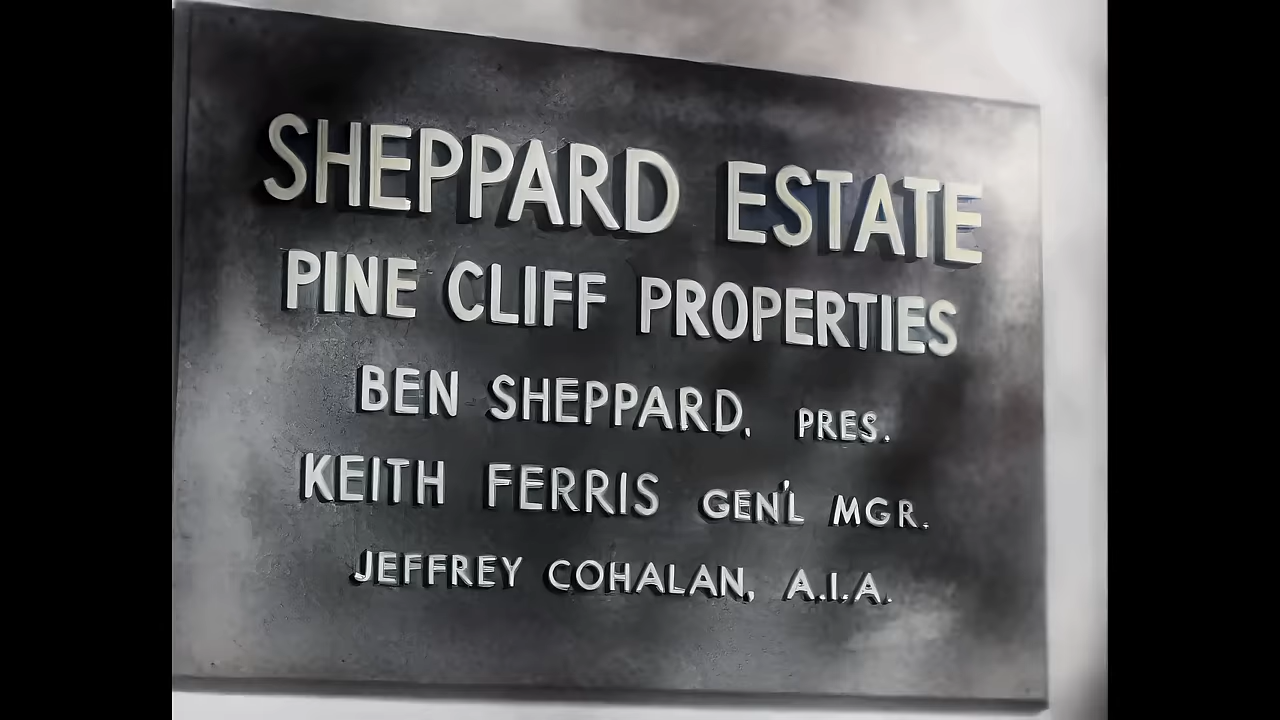 SHEPPARD ESTATE
PINE CLIFF PROPERTIES
BEN SHEPPARD, PRES.
KEITH FERRIS GEN'L MGR.
JEFFREY COHALAN, A.I.A.